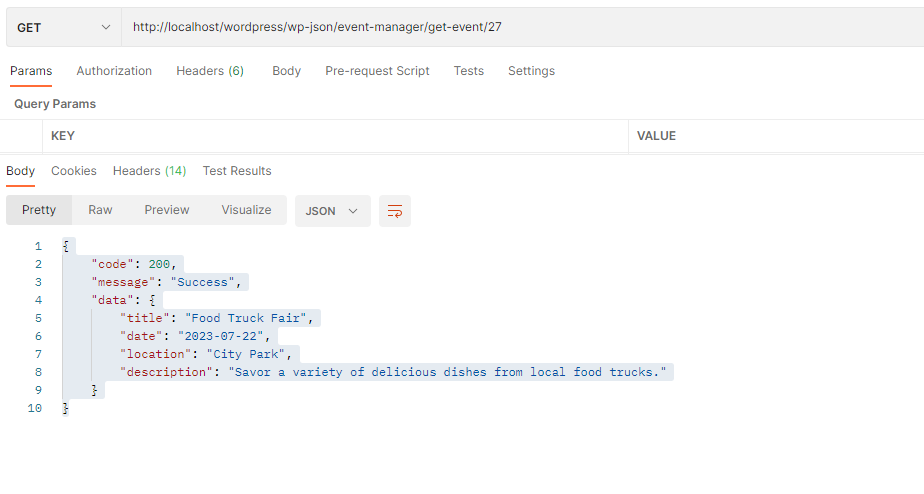 GET http://localhost/wordpress/wp-json/event-manager/get-event/27
Params Authorization Headers (6) Body Pre-request Script Tests Settings
Query Params
KEY VALUE
Body Cookies Headers (14) Test Results
Pretty Raw Preview Visualize JSON
1 {
2 "code": 200,
3 "message": "Success",
4 "data": {
5 "title": "Food Truck Fair",
6 "date": "2023-07-22",
7 "location": "City Park",
8 "description": "Savor a variety of delicious dishes from local food trucks."
9 }
10 }